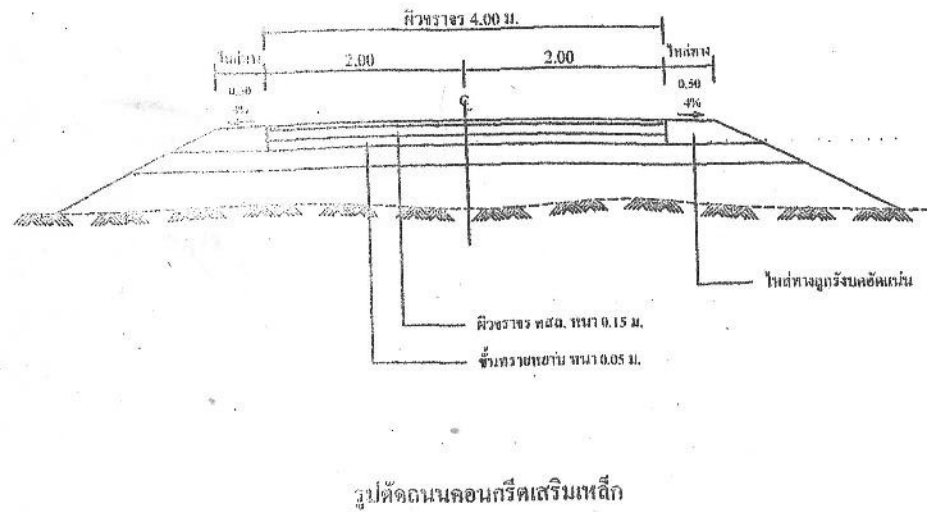 ผิวจราจร 4.00 ม.
ไหล่ทาง 2.00 2.00 ไหล่ทาง
0.50 0.50
4% 4%
ไหล่ทางลูกรังบดอัดแน่น
ผิวจราจร คสล. หนา 0.15 ม.
ชั้นทรายหยาบ หนา 0.05 ม.
รูปตัดถนนคอนกรีตเสริมเหล็ก